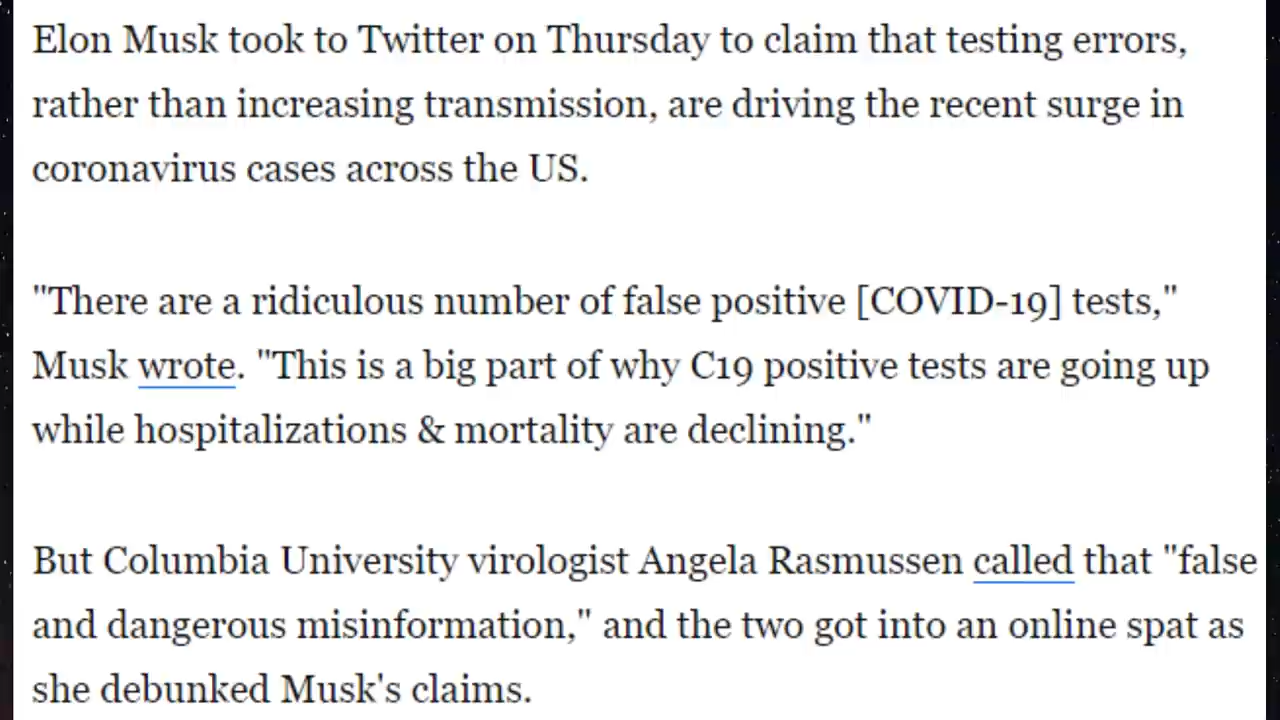 Elon Musk took to Twitter on Thursday to claim that testing errors,
rather than increasing transmission, are driving the recent surge in
coronavirus cases across the US.
"There are a ridiculous number of false positive [COVID-19] tests,"
Musk wrote. "This is a big part of why C19 positive tests are going up
while hospitalizations & mortality are declining."
But Columbia University virologist Angela Rasmussen called that "false
and dangerous misinformation," and the two got into an online spat as
she debunked Musk's claims.